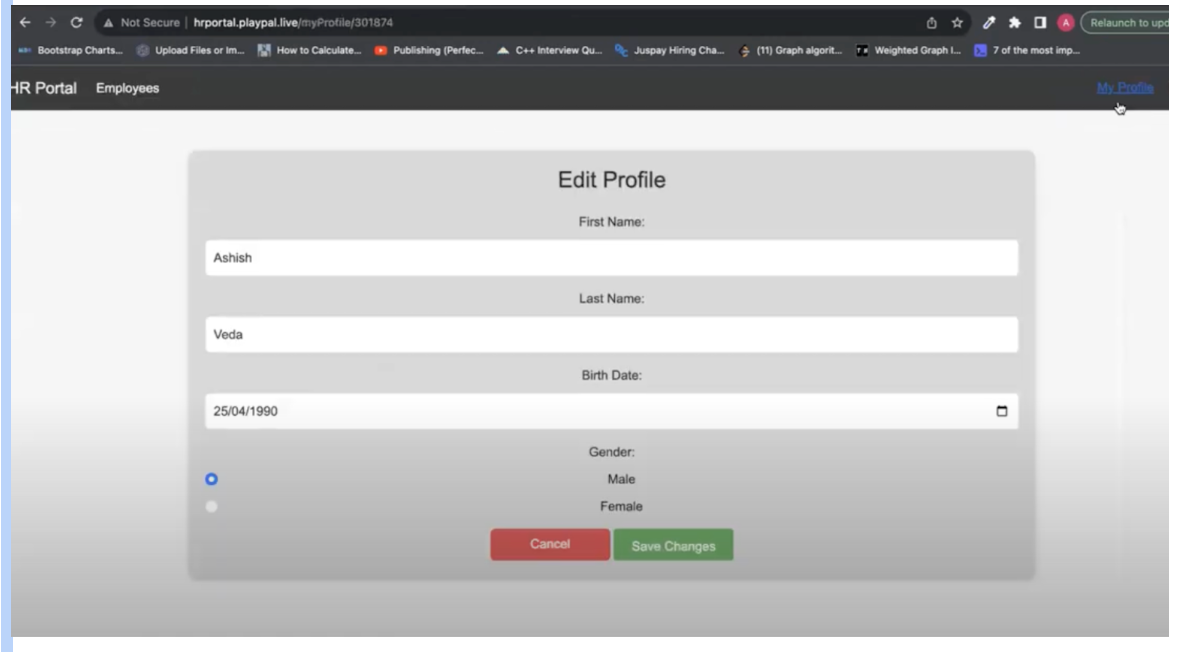 Not Secure | hrportal.playpal.live/myProfile/301874
A
Relaunch to upd
Bootstrap Charts... Upload Files or Im... How to Calculate... Publishing (Perfec... C++ Interview Qu... Juspay Hiring Cha... (11) Graph algorit... Weighted Graph I... 7 of the most imp...
HR Portal Employees My Profile
Edit Profile
First Name:
Ashish
Last Name:
Veda
Birth Date:
25/04/1990
Gender:
Male
Female
Cancel Save Changes